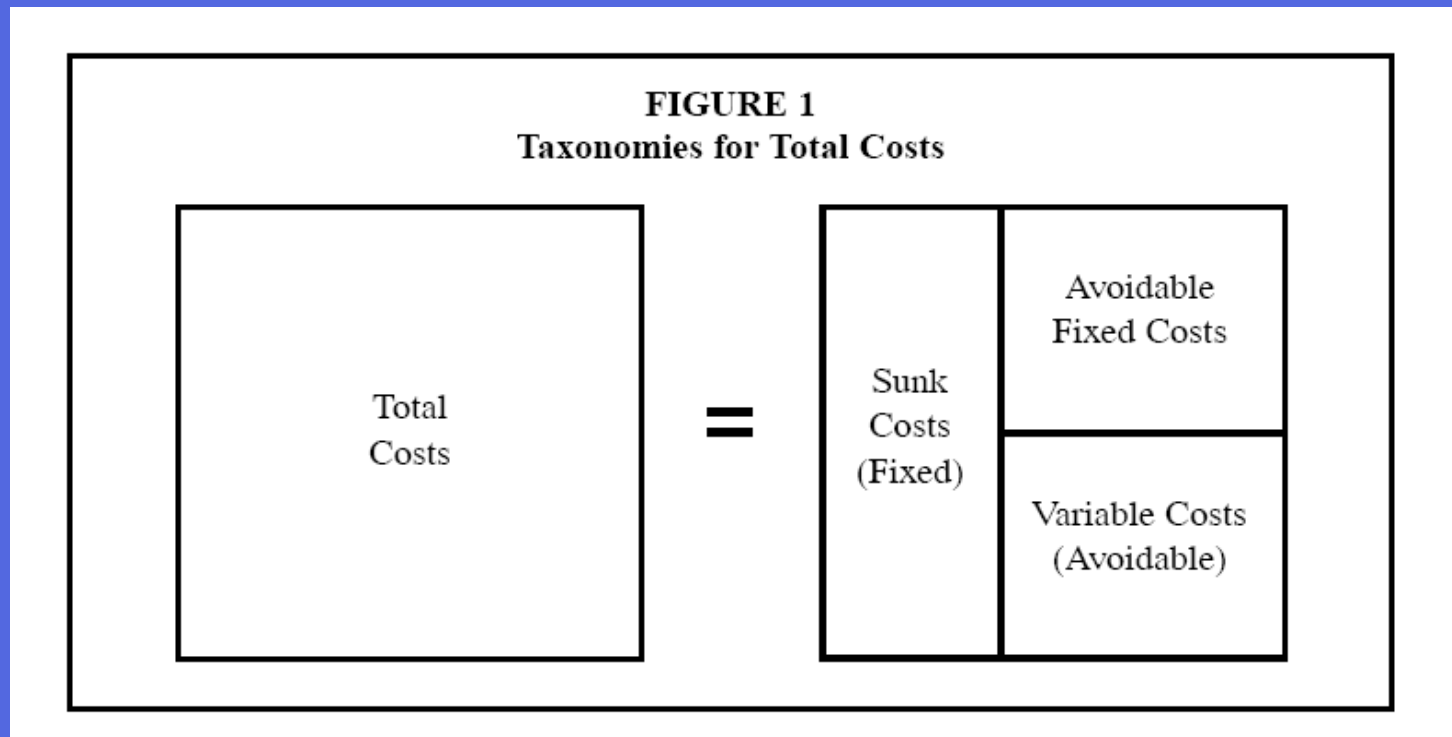 FIGURE 1
Taxonomies for Total Costs
Total
Costs
=
Sunk
Costs
(Fixed)
Avoidable
Fixed Costs
Variable Costs
(Avoidable)